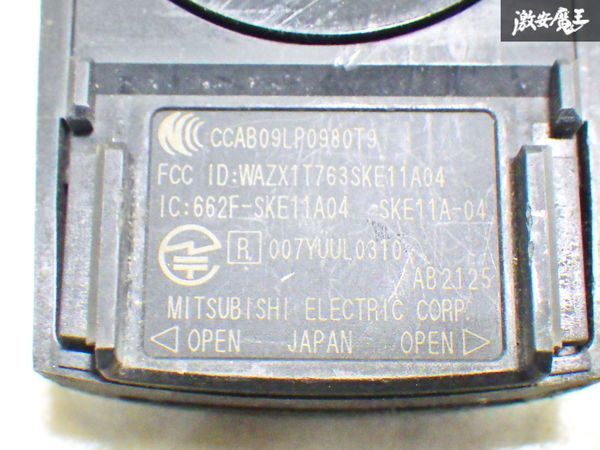 激安魔王
CCAB09LP0980T9
FCC ID:WAZX1T763SKE11A04
IC:662F-SKE11A04 SKE11A-04
R 007YUUL0310
AB2125
MITSUBISHI ELECTRIC CORP.
◁ OPEN JAPAN OPEN ▷